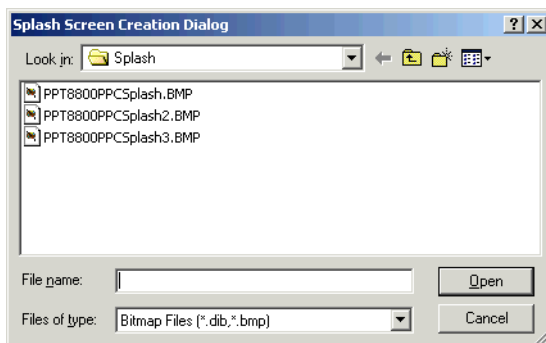 Splash Screen Creation Dialog
Look in: Splash
PPT8800PPCSplash.BMP
PPT8800PPCSplash2.BMP
PPT8800PPCSplash3.BMP
File name: Open
Files of type: Bitmap Files (*.dib,*.bmp) Cancel